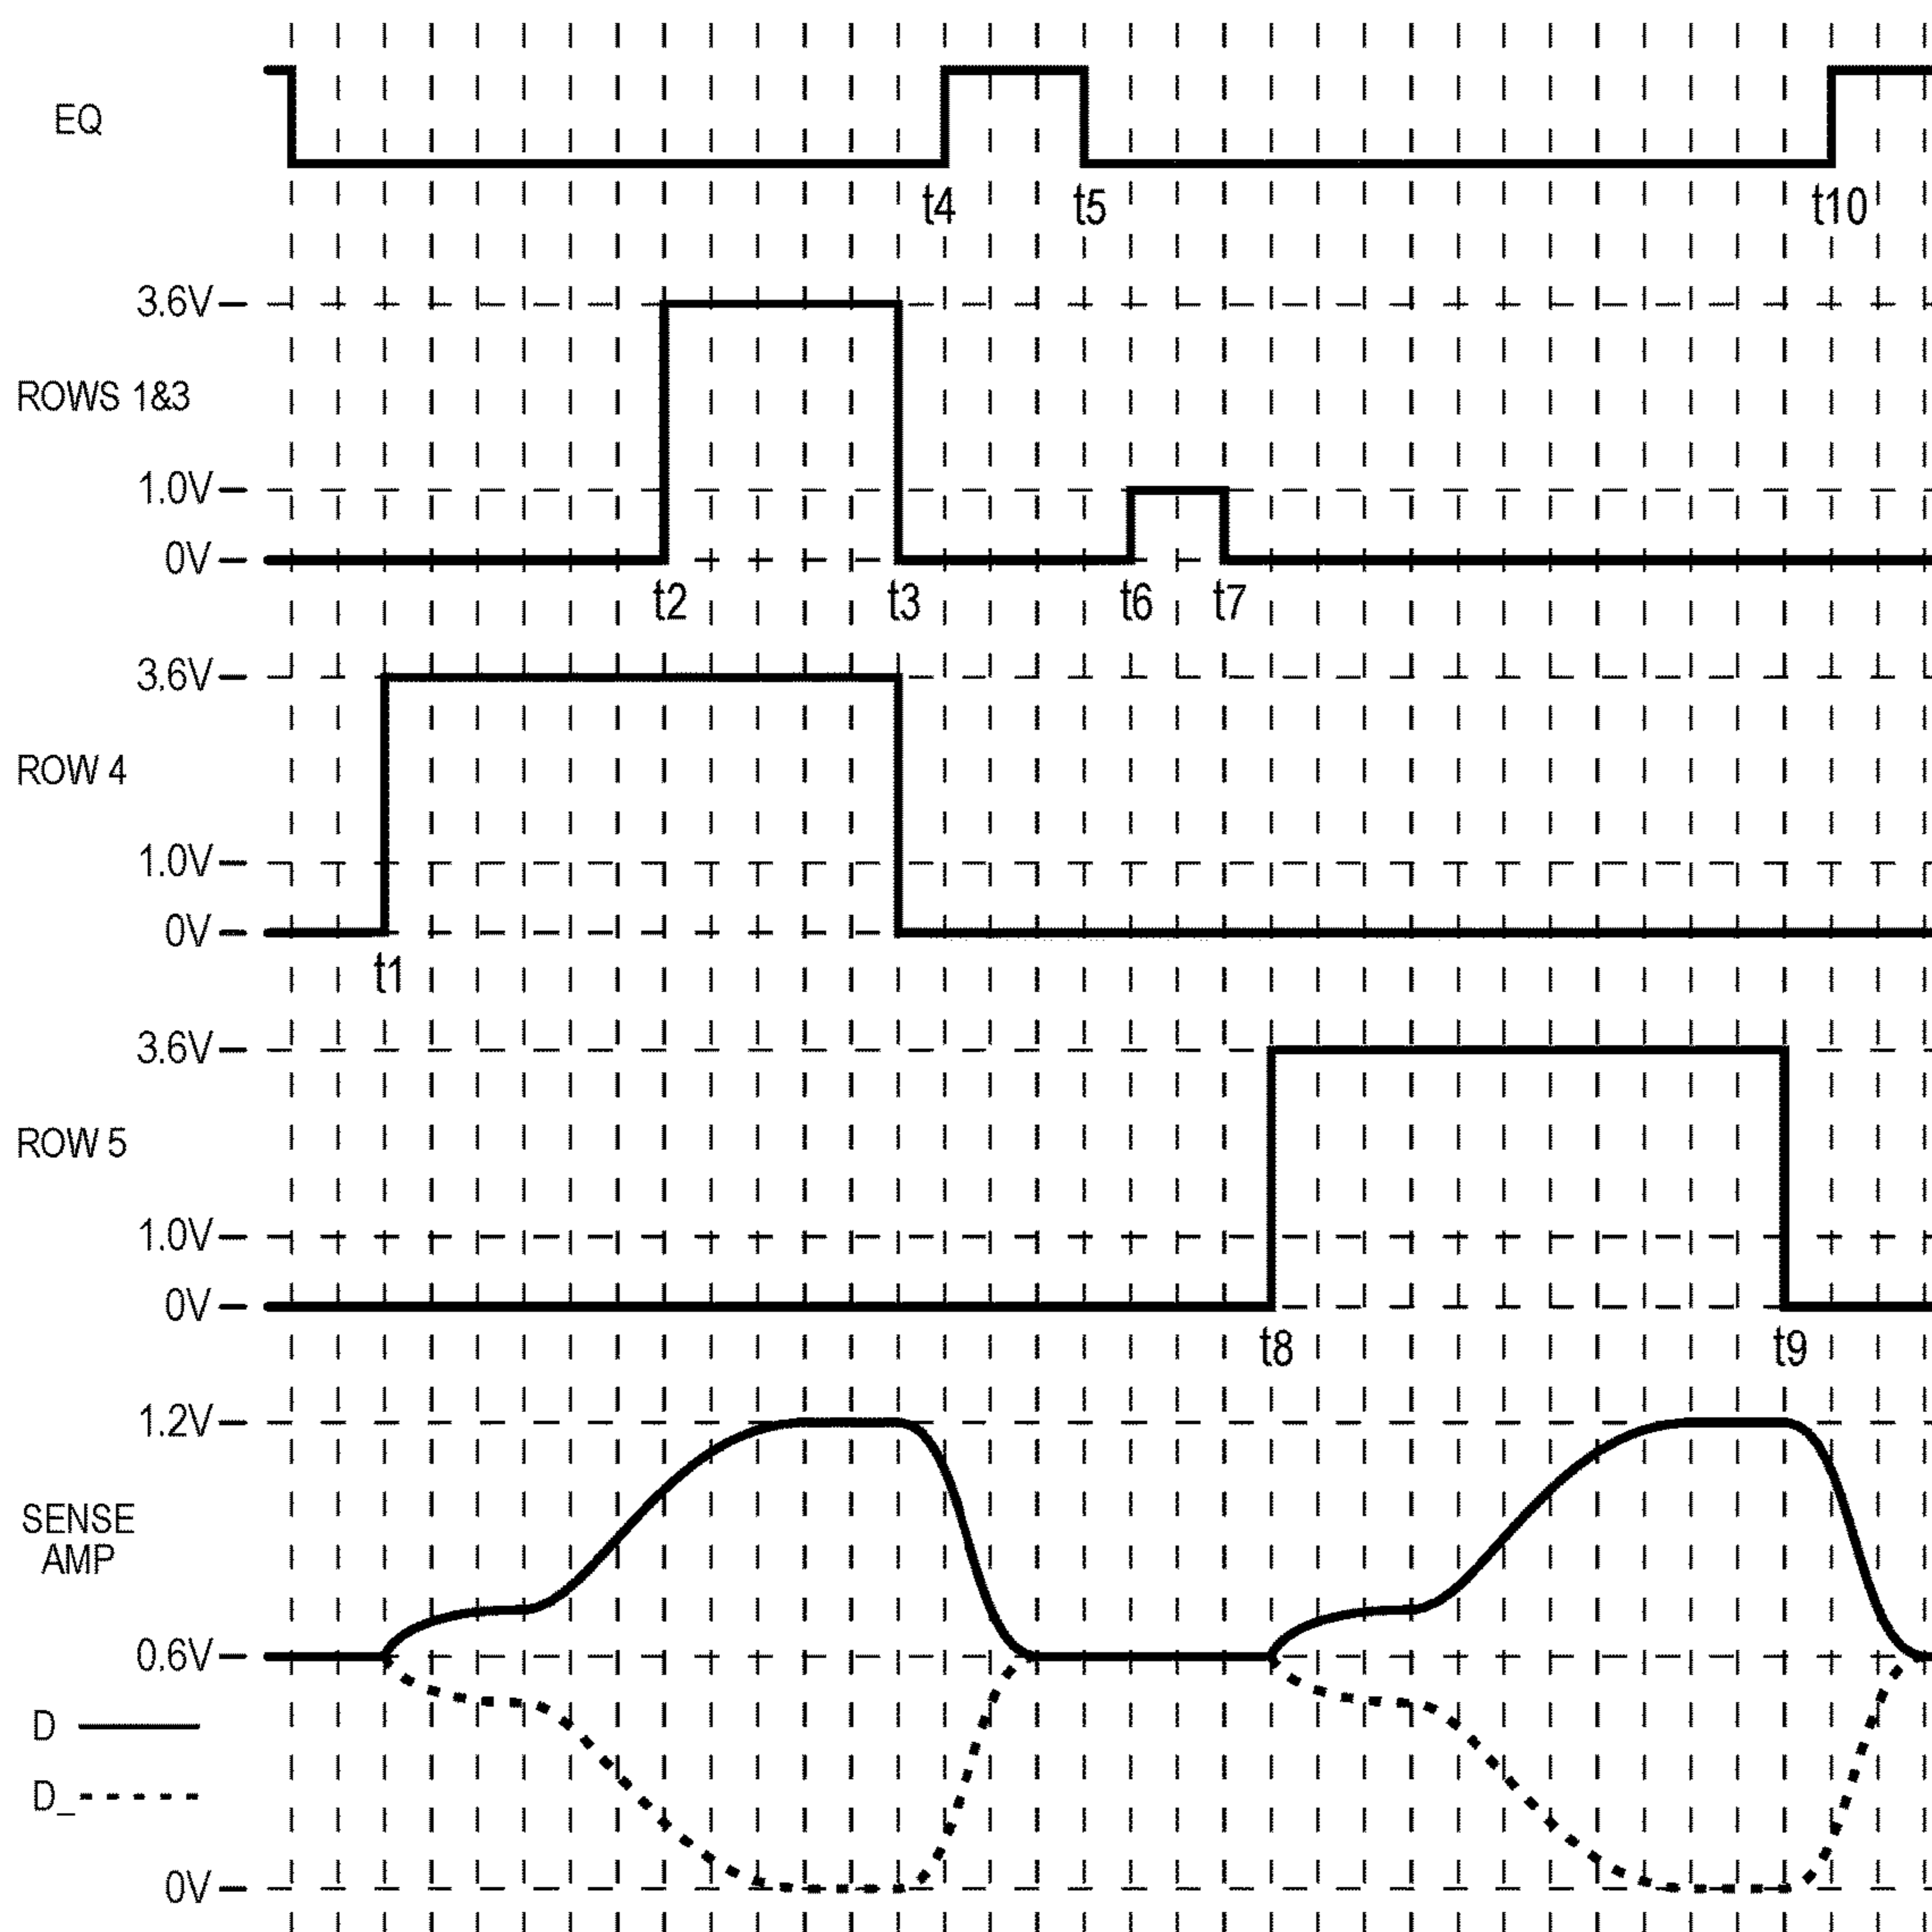 EQ
t4 t5 t10
3.6V
ROWS 1&3
1.0V
0V
t2 t3 t6 t7
3.6V
ROW 4
1.0V
0V
t1
3.6V
ROW 5
1.0V
0V
t8 t9
1.2V
SENSE
AMP
0.6V
D
D_
0V